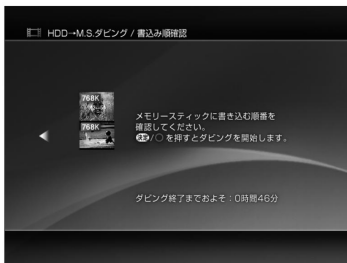 HDD→M.S.ダビング / 書込み順確認
768K
768K
メモリースティックに書き込む順番を
確認してください。
決定/○ を押すとダビングを開始します。
ダビング終了までおよそ：0時間46分